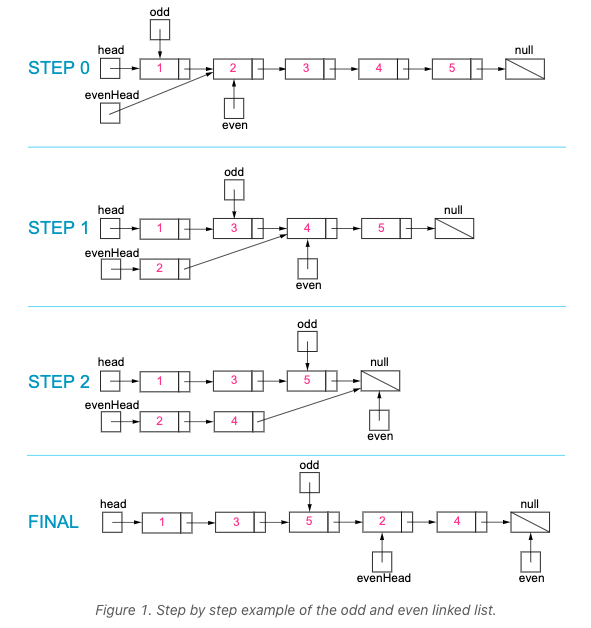 odd
head
null
STEP 0
1
2
3
4
5
evenHead
even
odd
head
null
STEP 1
1
3
4
5
evenHead
2
even
odd
head
null
STEP 2
1
3
5
evenHead
2
4
even
odd
head
null
FINAL
1
3
5
2
4
evenHead
even
Figure 1. Step by step example of the odd and even linked list.